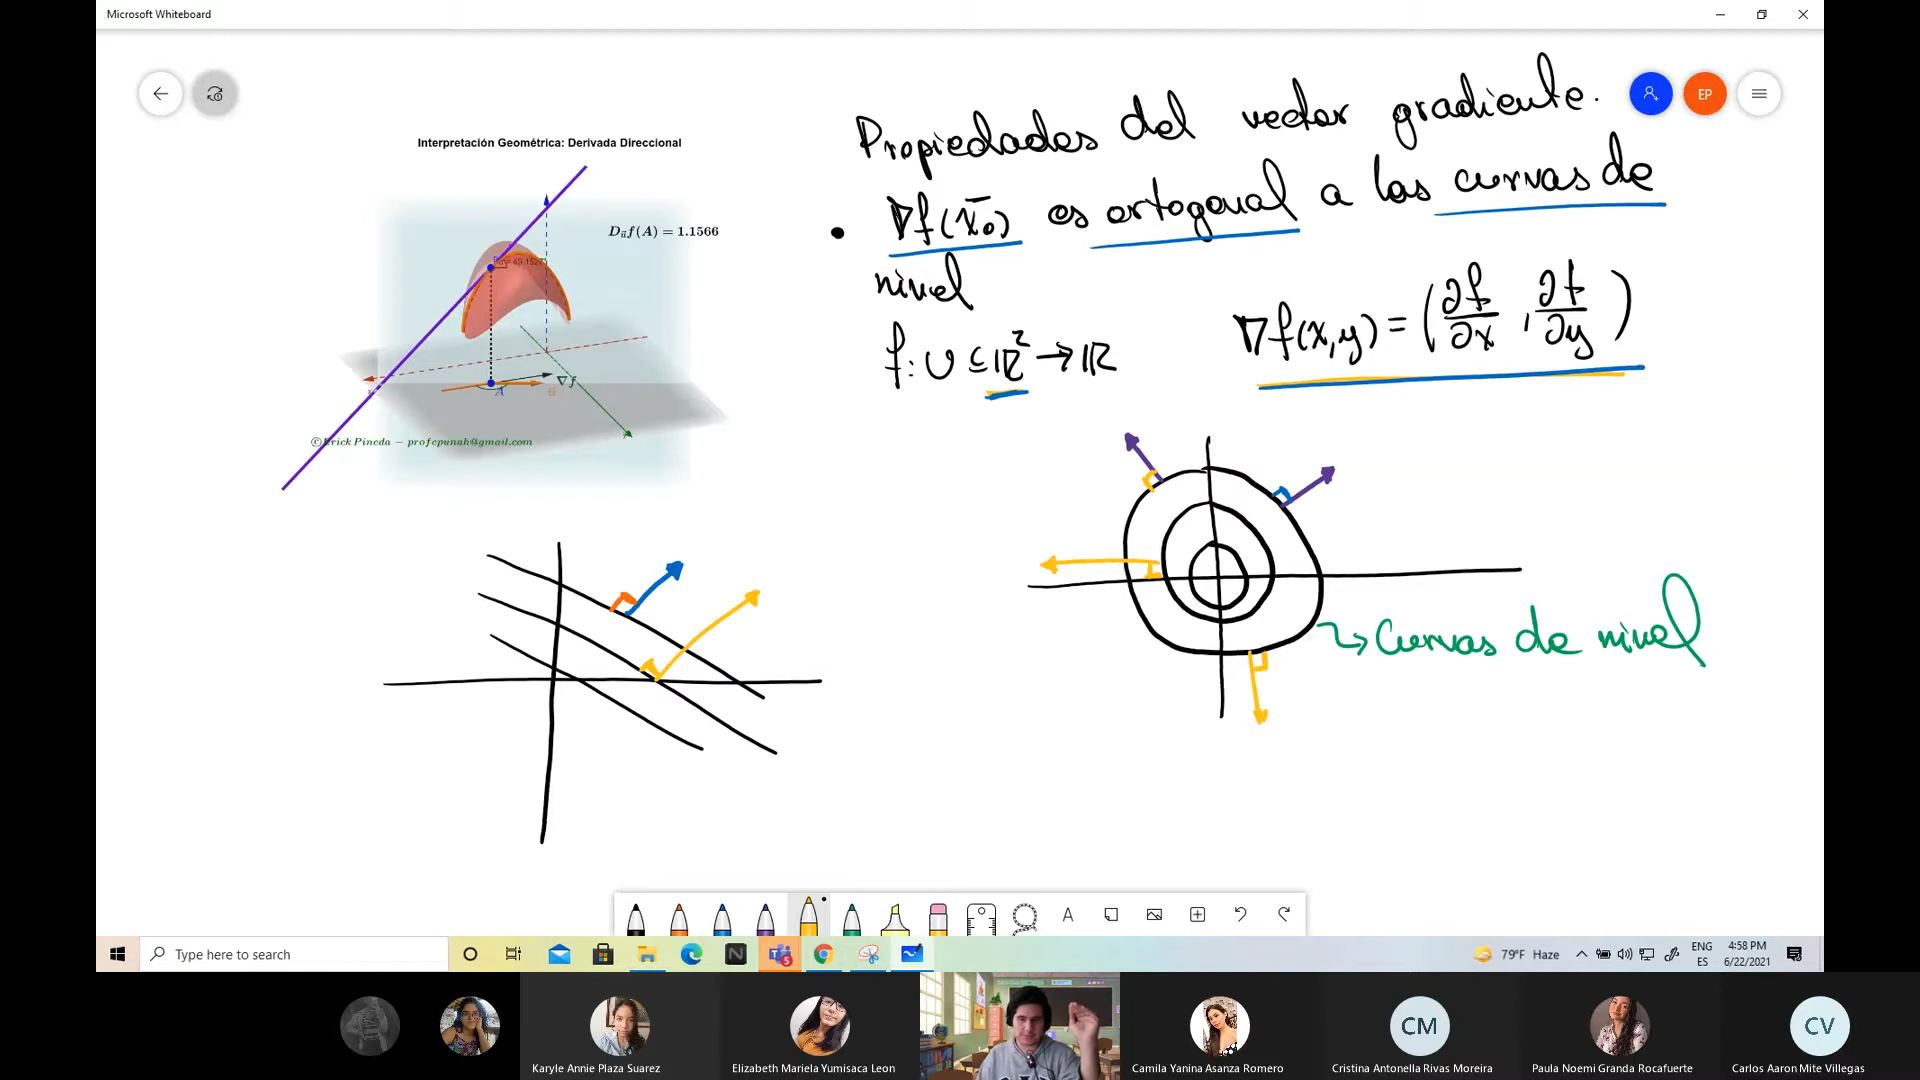 Microsoft Whiteboard
EP
Interpretación Geométrica: Derivada Direccional
D_u⃗ f(A) = 1.1566
∇f
A
©Erick Pineda − profepunah@gmail.com
Propiedades del vector gradiente.
• ∇f(x̄₀) es ortogonal a las curvas de
nivel
f: U ⊆ ℝ² → ℝ
∇f(x,y) = (∂f/∂x, ∂f/∂y)
Curvas de nivel
A
Type here to search
79°F Haze
ENG
ES
4:58 PM
6/22/2021
CM
CV
Karyle Annie Plaza Suarez
Elizabeth Mariela Yumisaca Leon
Camila Yanina Asanza Romero
Cristina Antonella Rivas Moreira
Paula Noemi Granda Rocafuerte
Carlos Aaron Mite Villegas